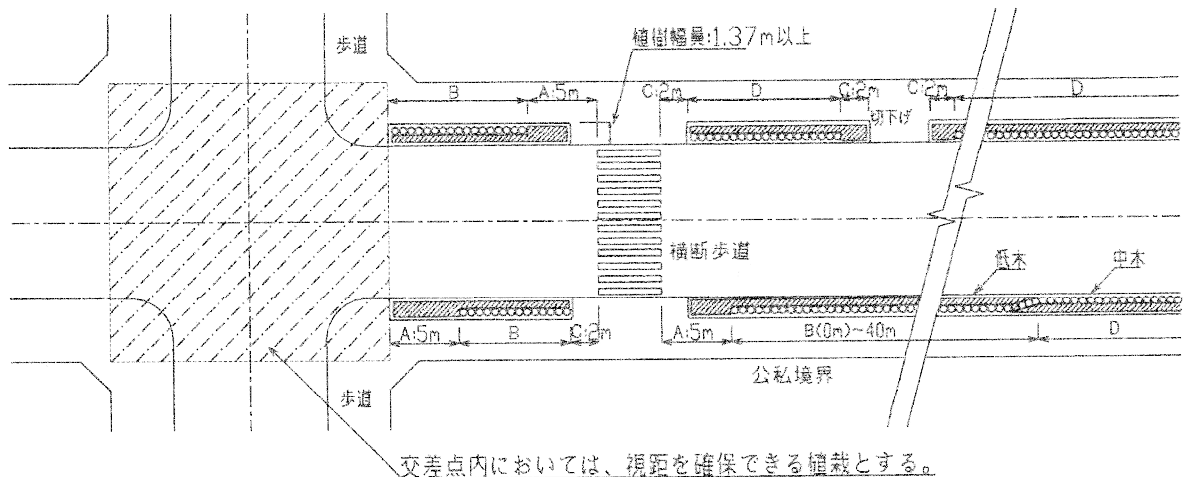 歩道
植樹幅員:1.37m以上
B
A:5m
C:2m
D
C:2m
C:2m
D
切下げ
横断歩道
低木
中木
A:5m
B
C:2m
A:5m
B(0m)~40m
D
公私境界
歩道
交差点内においては、視距を確保できる植栽とする。